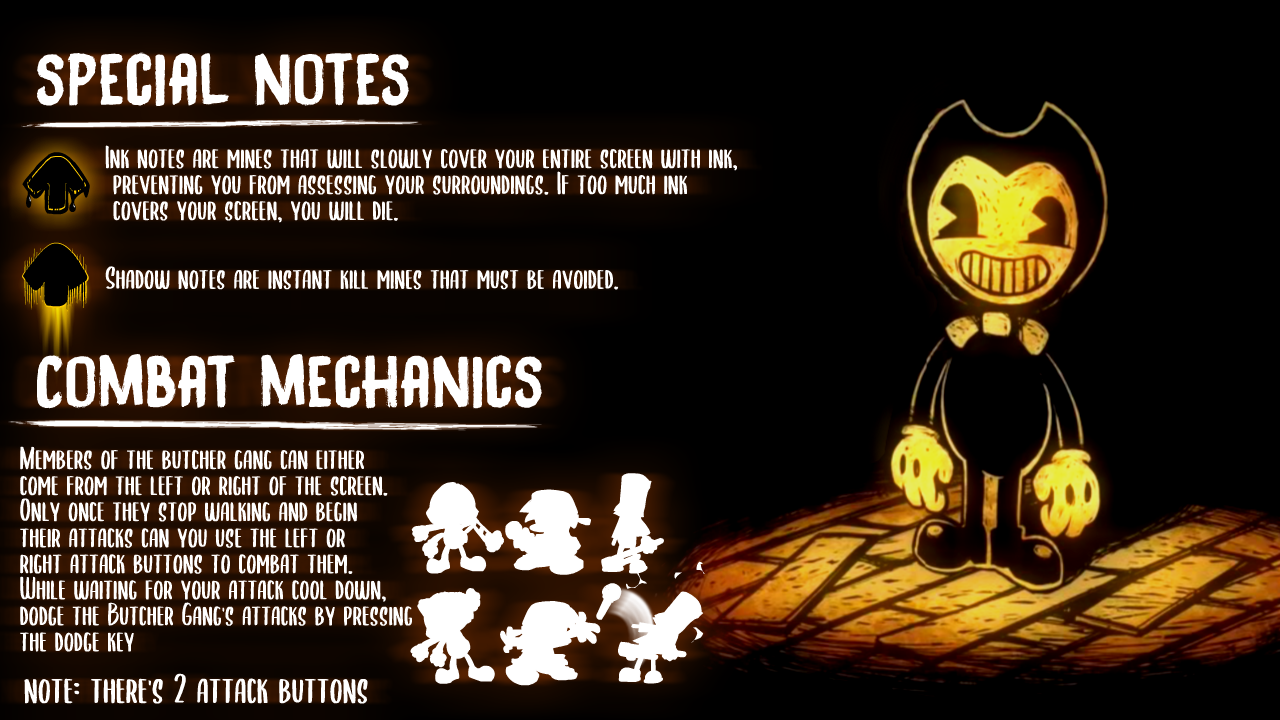 SPECIAL NOTES
INK NOTES ARE MINES THAT WILL SLOWLY COVER YOUR ENTIRE SCREEN WITH INK,
PREVENTING YOU FROM ASSESSING YOUR SURROUNDINGS. IF TOO MUCH INK
COVERS YOUR SCREEN, YOU WILL DIE.
SHADOW NOTES ARE INSTANT KILL MINES THAT MUST BE AVOIDED.
COMBAT MECHANICS
MEMBERS OF THE BUTCHER GANG CAN EITHER
COME FROM THE LEFT OR RIGHT OF THE SCREEN.
ONLY ONCE THEY STOP WALKING AND BEGIN
THEIR ATTACKS CAN YOU USE THE LEFT OR
RIGHT ATTACK BUTTONS TO COMBAT THEM.
WHILE WAITING FOR YOUR ATTACK COOL DOWN,
DODGE THE BUTCHER GANG'S ATTACKS BY PRESSING
THE DODGE KEY
NOTE: THERE'S 2 ATTACK BUTTONS